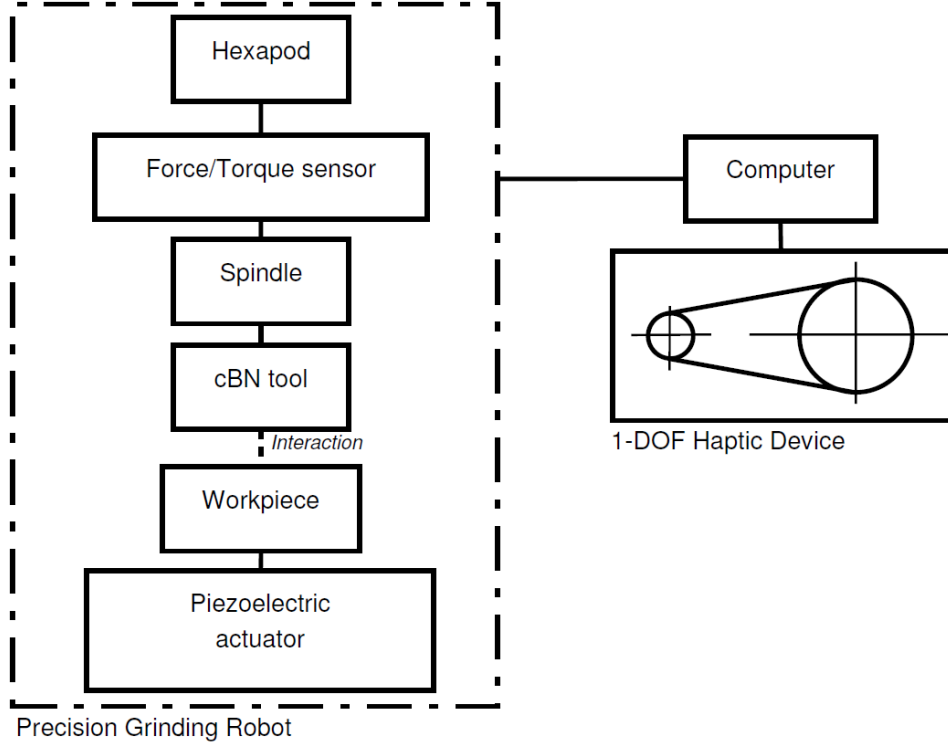 Hexapod
Force/Torque sensor
Spindle
cBN tool
Interaction
Workpiece
Piezoelectric
actuator
Precision Grinding Robot
Computer
1-DOF Haptic Device